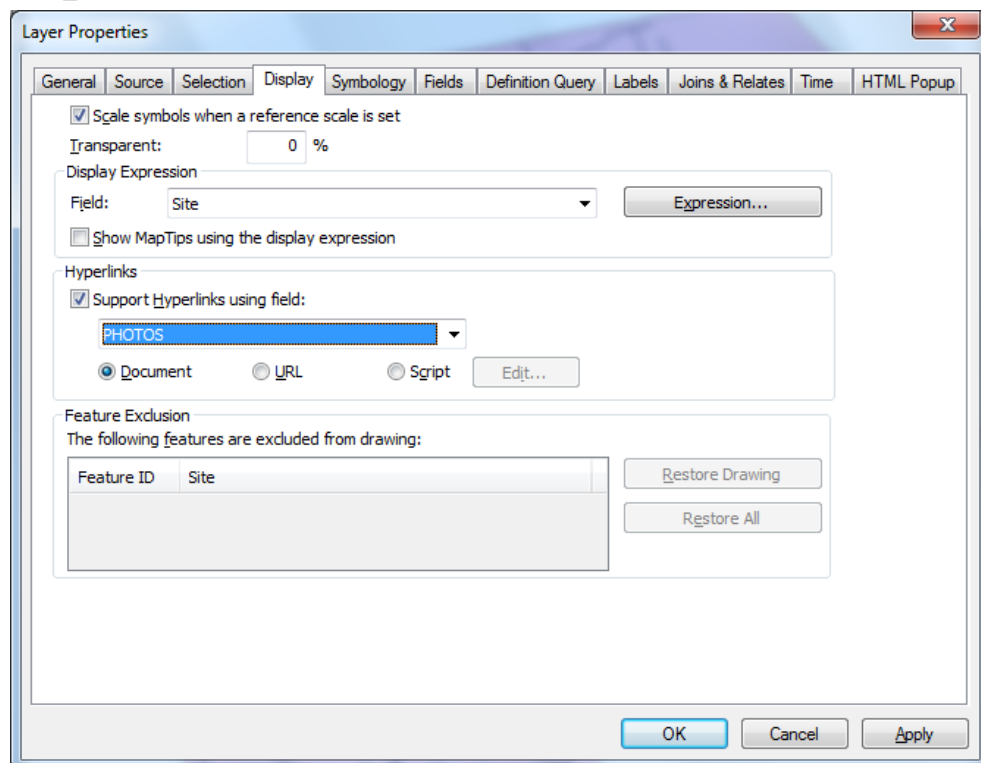 Layer Properties
General Source Selection Display Symbology Fields Definition Query Labels Joins & Relates Time HTML Popup
Scale symbols when a reference scale is set
Transparent: 0 %
Display Expression
Field: Site Expression...
Show MapTips using the display expression
Hyperlinks
Support Hyperlinks using field:
PHOTOS
Document URL Script Edit...
Feature Exclusion
The following features are excluded from drawing:
Feature ID Site Restore Drawing
Restore All
OK Cancel Apply